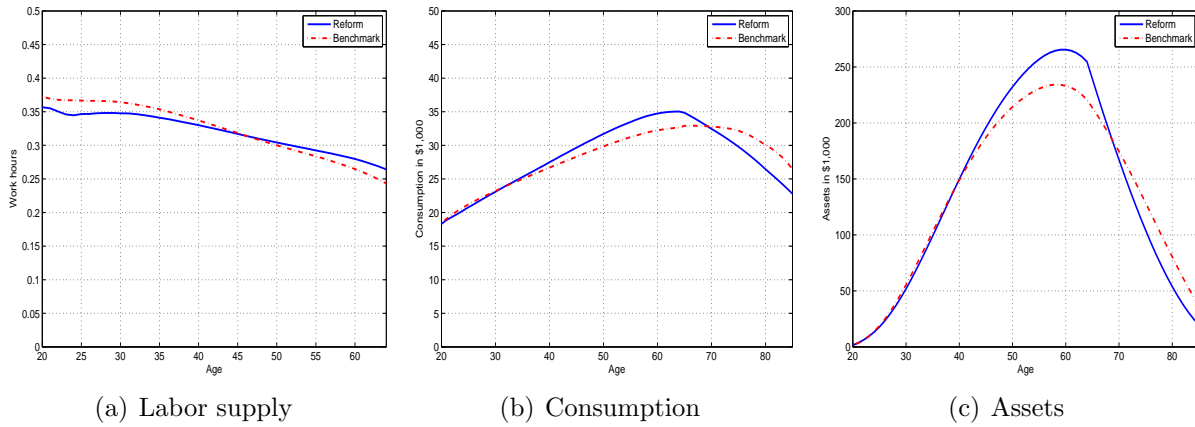 0.5
0.45
0.4
0.35
0.3
0.25
0.2
0.15
0.1
0.05
0
Work hours
20 25 30 35 40 45 50 55 60
Age
Reform
Benchmark
(a) Labor supply
50
45
40
35
30
25
20
15
10
5
0
Consumption in $1,000
20 30 40 50 60 70 80
Age
Reform
Benchmark
(b) Consumption
300
250
200
150
100
50
0
Assets in $1,000
20 30 40 50 60 70 80
Age
Reform
Benchmark
(c) Assets